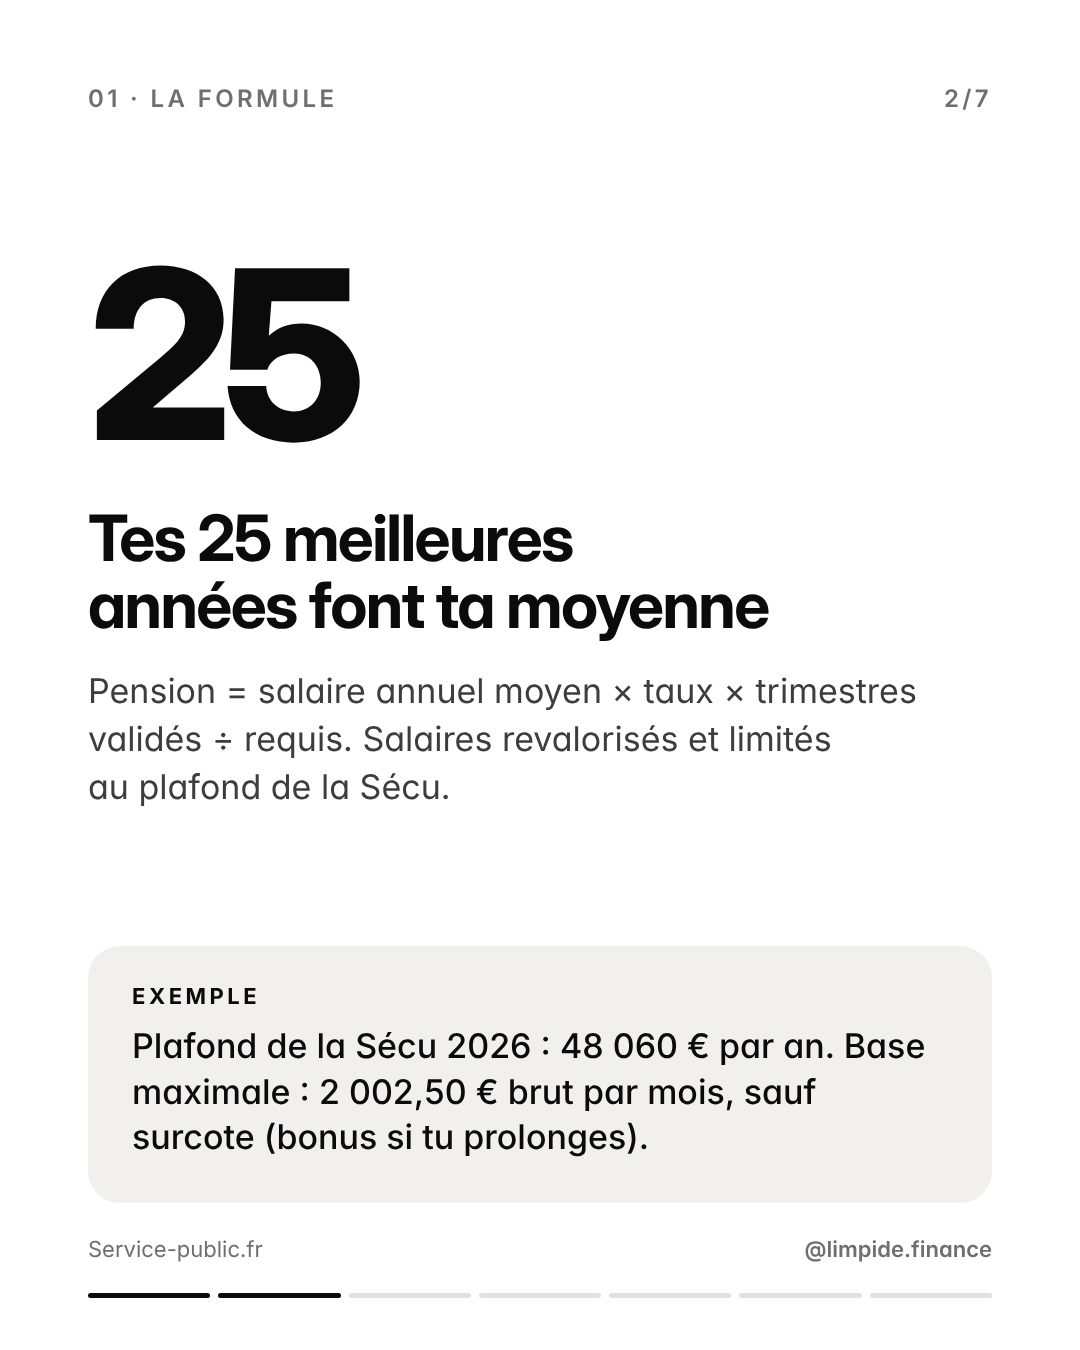 01 · LA FORMULE
2/7
25
Tes 25 meilleures
années font ta moyenne
Pension = salaire annuel moyen × taux × trimestres
validés ÷ requis. Salaires revalorisés et limités
au plafond de la Sécu.
EXEMPLE
Plafond de la Sécu 2026 : 48 060 € par an. Base
maximale : 2 002,50 € brut par mois, sauf
surcote (bonus si tu prolonges).
Service-public.fr
@limpide.finance